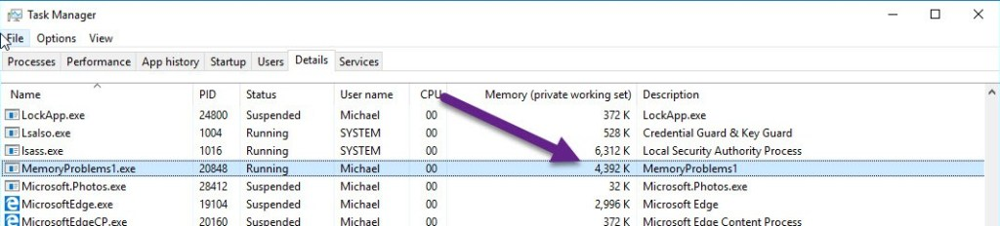 Task Manager
File Options View
Processes Performance App history Startup Users Details Services
Name PID Status User name CPU Memory (private working set) Description
LockApp.exe 24800 Suspended Michael 00 372 K LockApp.exe
LsaIso.exe 1004 Running SYSTEM 00 528 K Credential Guard & Key Guard
lsass.exe 1016 Running SYSTEM 00 6,312 K Local Security Authority Process
MemoryProblems1.exe 20848 Running Michael 00 4,392 K MemoryProblems1
Microsoft.Photos.exe 28412 Suspended Michael 00 32 K Microsoft.Photos.exe
MicrosoftEdge.exe 19104 Suspended Michael 00 2,996 K Microsoft Edge
MicrosoftEdgeCP.exe 20160 Suspended Michael 00 372 K Microsoft Edge Content Process